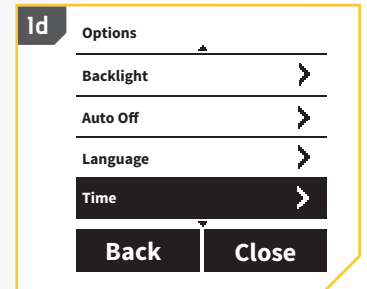 1d
Options
Backlight
Auto Off
Language
Time
Back Close